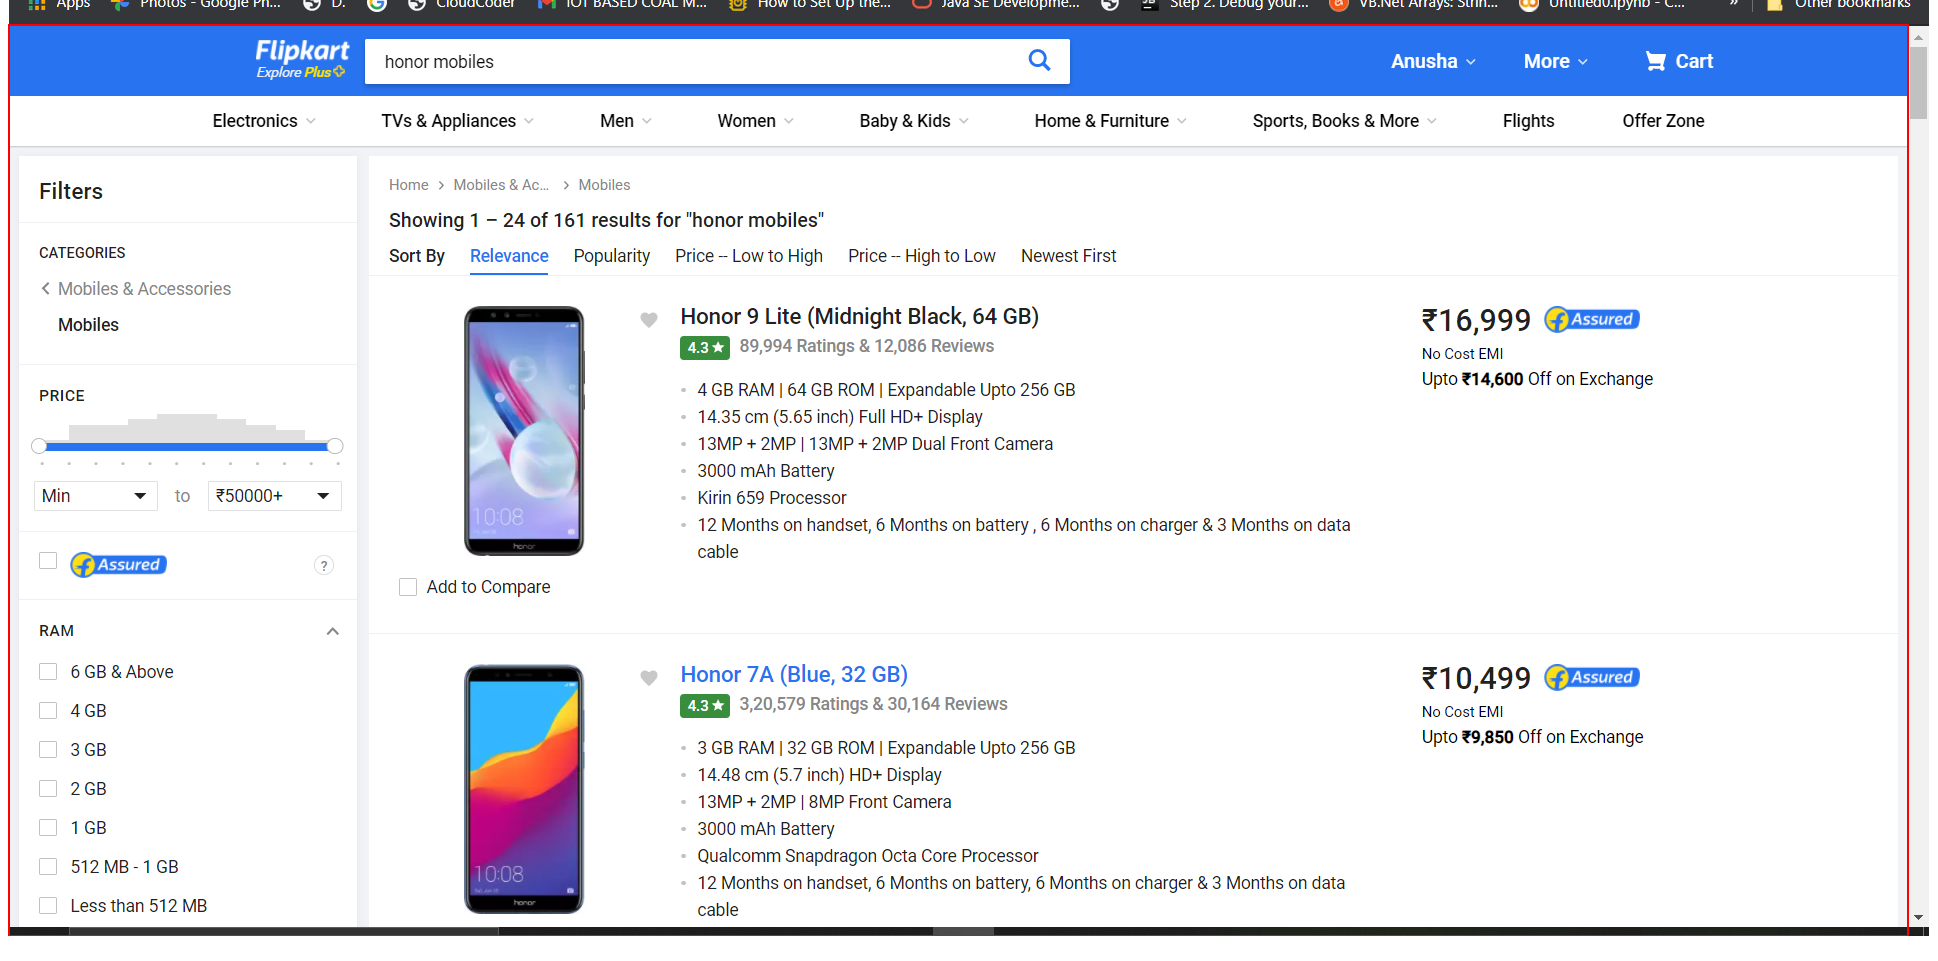 Apps Photos - Google Ph... D. CloudCoder IOT BASED COAL M... How to Set Up the... Java SE Developme... Step 2. Debug your... VB.Net Arrays: Strin... Untitled0.ipynb - C... » Other bookmarks
Flipkart
Explore Plus
honor mobiles
Anusha More Cart
Electronics TVs & Appliances Men Women Baby & Kids Home & Furniture Sports, Books & More Flights Offer Zone
Filters
CATEGORIES
Mobiles & Accessories
Mobiles
PRICE
Min to ₹50000+
Assured ?
RAM
6 GB & Above
4 GB
3 GB
2 GB
1 GB
512 MB - 1 GB
Less than 512 MB
Home > Mobiles & Ac... > Mobiles
Showing 1 – 24 of 161 results for "honor mobiles"
Sort By Relevance Popularity Price -- Low to High Price -- High to Low Newest First
10:08
honor
Add to Compare
Honor 9 Lite (Midnight Black, 64 GB)
4.3★ 89,994 Ratings & 12,086 Reviews
4 GB RAM | 64 GB ROM | Expandable Upto 256 GB
14.35 cm (5.65 inch) Full HD+ Display
13MP + 2MP | 13MP + 2MP Dual Front Camera
3000 mAh Battery
Kirin 659 Processor
12 Months on handset, 6 Months on battery , 6 Months on charger & 3 Months on data
cable
₹16,999 Assured
No Cost EMI
Upto ₹14,600 Off on Exchange
10:08
honor
Honor 7A (Blue, 32 GB)
4.3★ 3,20,579 Ratings & 30,164 Reviews
3 GB RAM | 32 GB ROM | Expandable Upto 256 GB
14.48 cm (5.7 inch) HD+ Display
13MP + 2MP | 8MP Front Camera
3000 mAh Battery
Qualcomm Snapdragon Octa Core Processor
12 Months on handset, 6 Months on battery, 6 Months on charger & 3 Months on data
cable
₹10,499 Assured
No Cost EMI
Upto ₹9,850 Off on Exchange